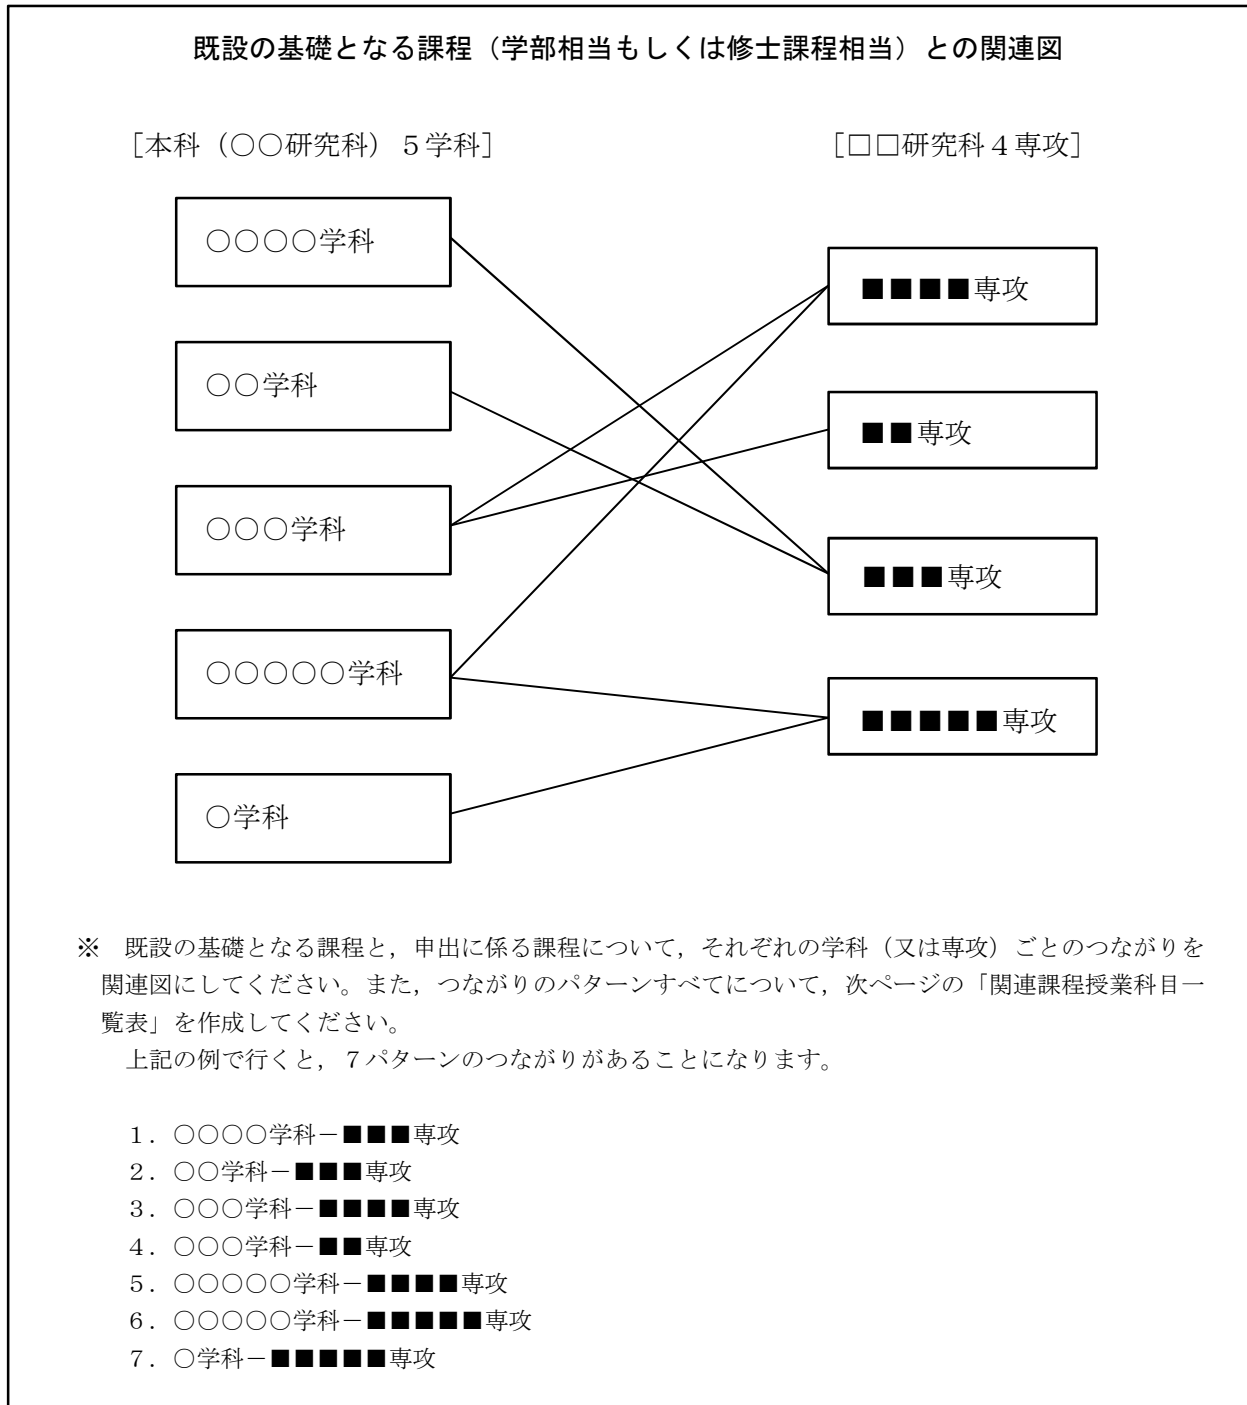 既設の基礎となる課程（学部相当もしくは修士課程相当）との関連図
［本科（○○研究科）５学科］
［□□研究科４専攻］
○○○○学科
■■■■専攻
○○学科
■■専攻
○○○学科
■■■専攻
○○○○○学科
■■■■■専攻
○学科
※　既設の基礎となる課程と，申出に係る課程について，それぞれの学科（又は専攻）ごとのつながりを
関連図にしてください。また，つながりのパターンすべてについて，次ページの「関連課程授業科目一
覧表」を作成してください。
上記の例で行くと，７パターンのつながりがあることになります。
１．○○○○学科－■■■専攻
２．○○学科－■■■専攻
３．○○○学科－■■■■専攻
４．○○○学科－■■専攻
５．○○○○○学科－■■■■専攻
６．○○○○○学科－■■■■■専攻
７．○学科－■■■■■専攻